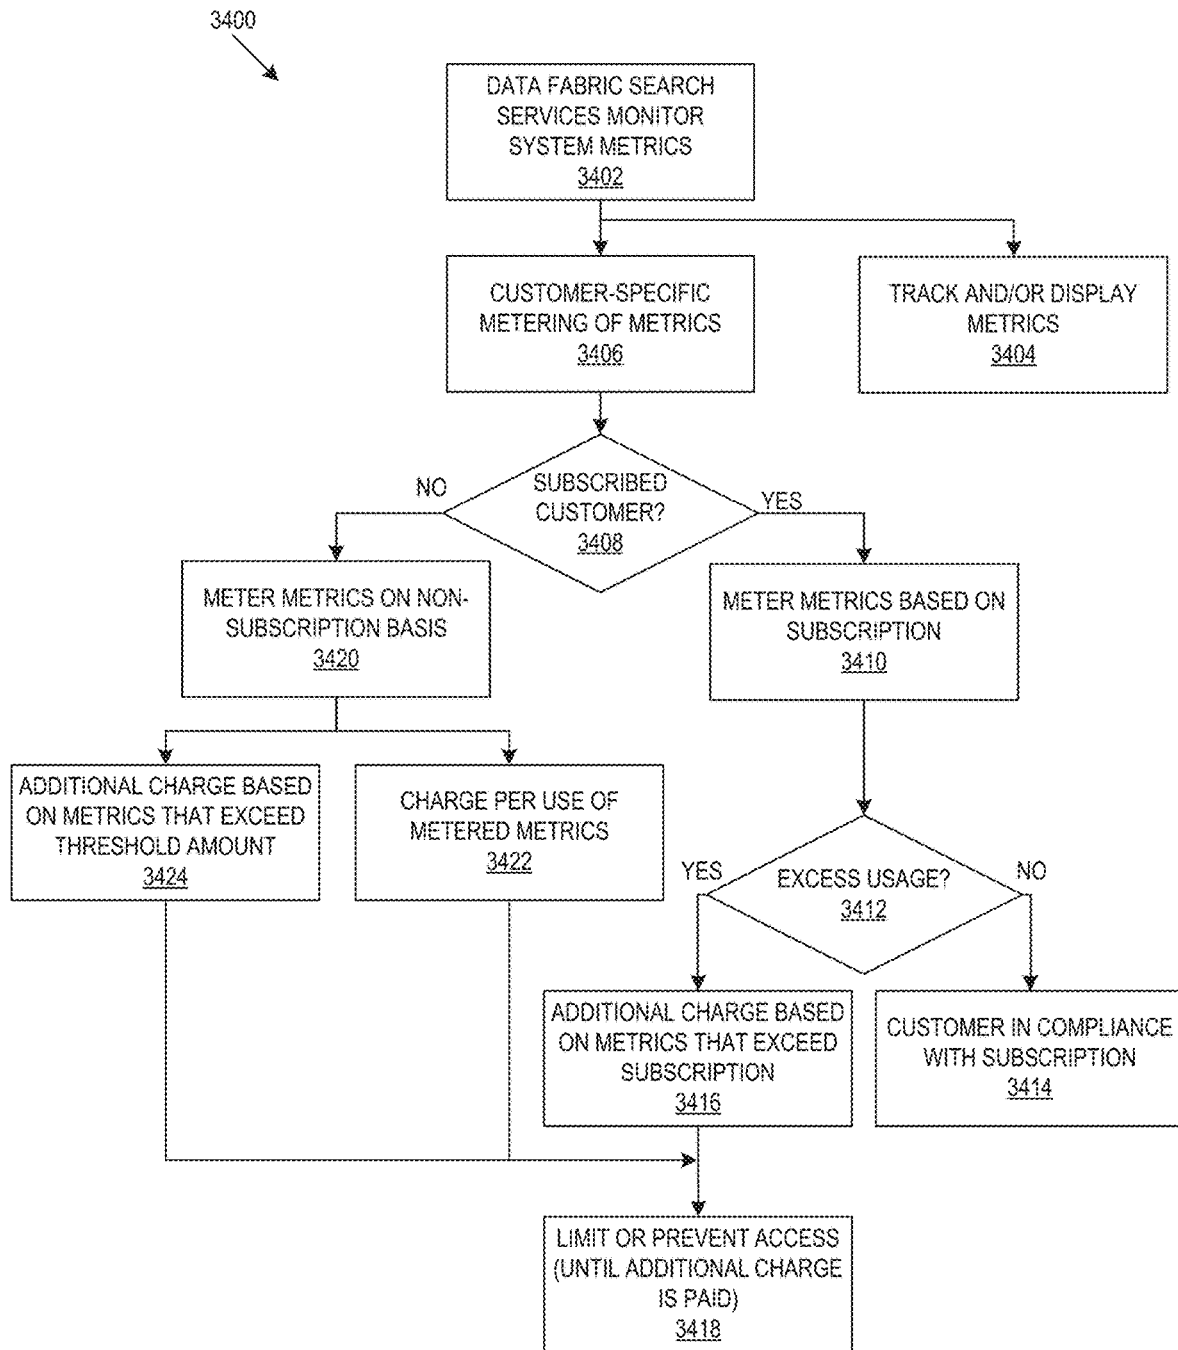 3400
DATA FABRIC SEARCH
SERVICES MONITOR
SYSTEM METRICS
3402
CUSTOMER-SPECIFIC
METERING OF METRICS
3406
TRACK AND/OR DISPLAY
METRICS
3404
NO
SUBSCRIBED
CUSTOMER?
3408
YES
METER METRICS ON NON-
SUBSCRIPTION BASIS
3420
METER METRICS BASED ON
SUBSCRIPTION
3410
ADDITIONAL CHARGE BASED
ON METRICS THAT EXCEED
THRESHOLD AMOUNT
3424
CHARGE PER USE OF
METERED METRICS
3422
YES
EXCESS USAGE?
3412
NO
ADDITIONAL CHARGE BASED
ON METRICS THAT EXCEED
SUBSCRIPTION
3416
CUSTOMER IN COMPLIANCE
WITH SUBSCRIPTION
3414
LIMIT OR PREVENT ACCESS
(UNTIL ADDITIONAL CHARGE
IS PAID)
3418